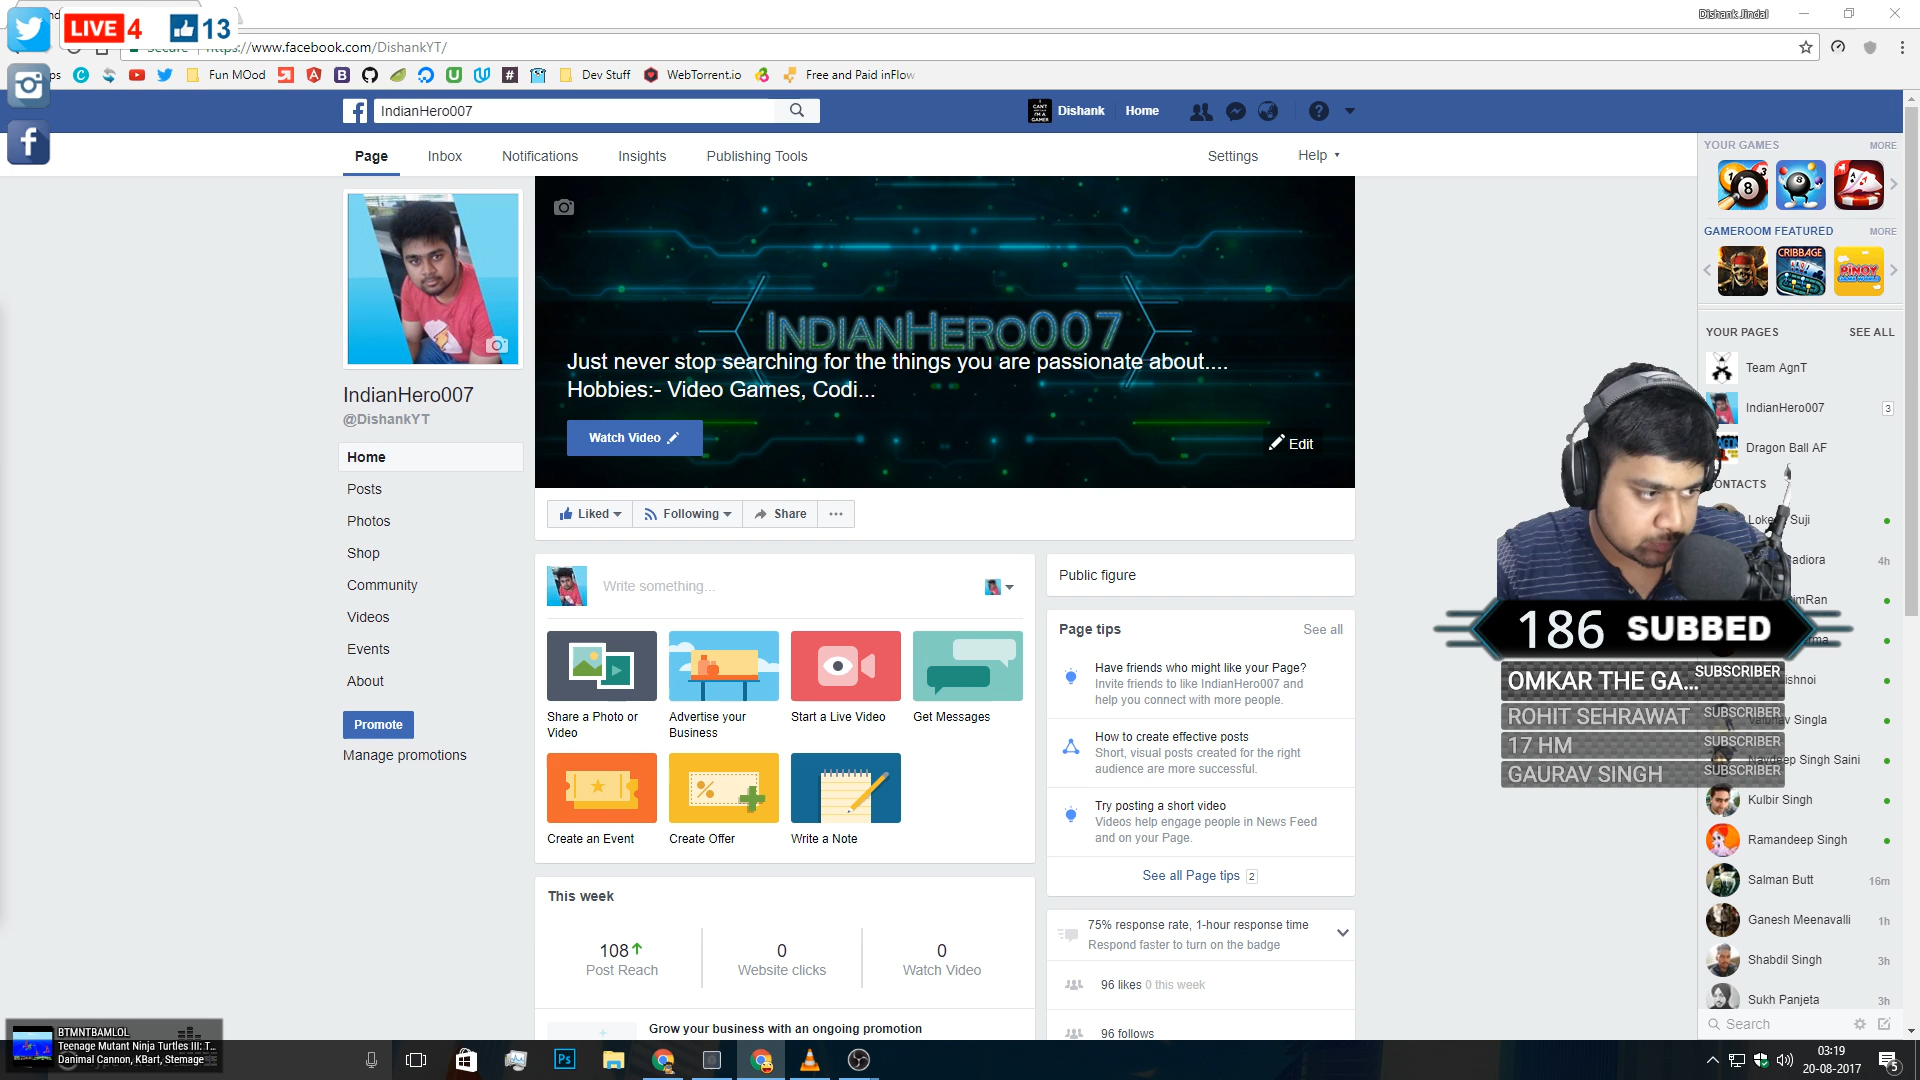 Dishank Jindal
LIVE 4 13
Secure https://www.facebook.com/DishankYT/
Fun MOod
Dev Stuff
WebTorrent.io
Free and Paid inFlow
IndianHero007
Dishank
Home
Page
Inbox
Notifications
Insights
Publishing Tools
Settings
Help
YOUR GAMES
MORE
GAMEROOM FEATURED
MORE
CRIBBAGE
PINOY
YOUR PAGES
SEE ALL
Team AgnT
IndianHero007
3
Dragon Ball AF
CONTACTS
IndianHero007
Just never stop searching for the things you are passionate about....
Hobbies:- Video Games, Codi...
Watch Video
Edit
IndianHero007
@DishankYT
Home
Posts
Photos
Shop
Community
Videos
Events
About
Promote
Manage promotions
Liked
Following
Share
Write something...
Share a Photo or
Video
Advertise your
Business
Start a Live Video
Get Messages
Create an Event
Create Offer
Write a Note
This week
108
Post Reach
0
Website clicks
0
Watch Video
Grow your business with an ongoing promotion
Public figure
Page tips
See all
Have friends who might like your Page?
Invite friends to like IndianHero007 and
help you connect with more people.
How to create effective posts
Short, visual posts created for the right
audience are more successful.
Try posting a short video
Videos help engage people in News Feed
and on your Page.
See all Page tips 2
75% response rate, 1-hour response time
Respond faster to turn on the badge
96 likes 0 this week
96 follows
Suji
4h
186 SUBBED
OMKAR THE GA... SUBSCRIBER
ROHIT SEHRAWAT SUBSCRIBER
17 HM SUBSCRIBER
GAURAV SINGH SUBSCRIBER
Singla
Navdeep Singh Saini
Kulbir Singh
Ramandeep Singh
Salman Butt 16m
Ganesh Meenavalli 1h
Shabdil Singh 3h
Sukh Panjeta 3h
Search
BTMNTBAMLOL
Teenage Mutant Ninja Turtles III: T...
Danimal Cannon, KBart, Stemage
Ps
03:19
20-08-2017
5